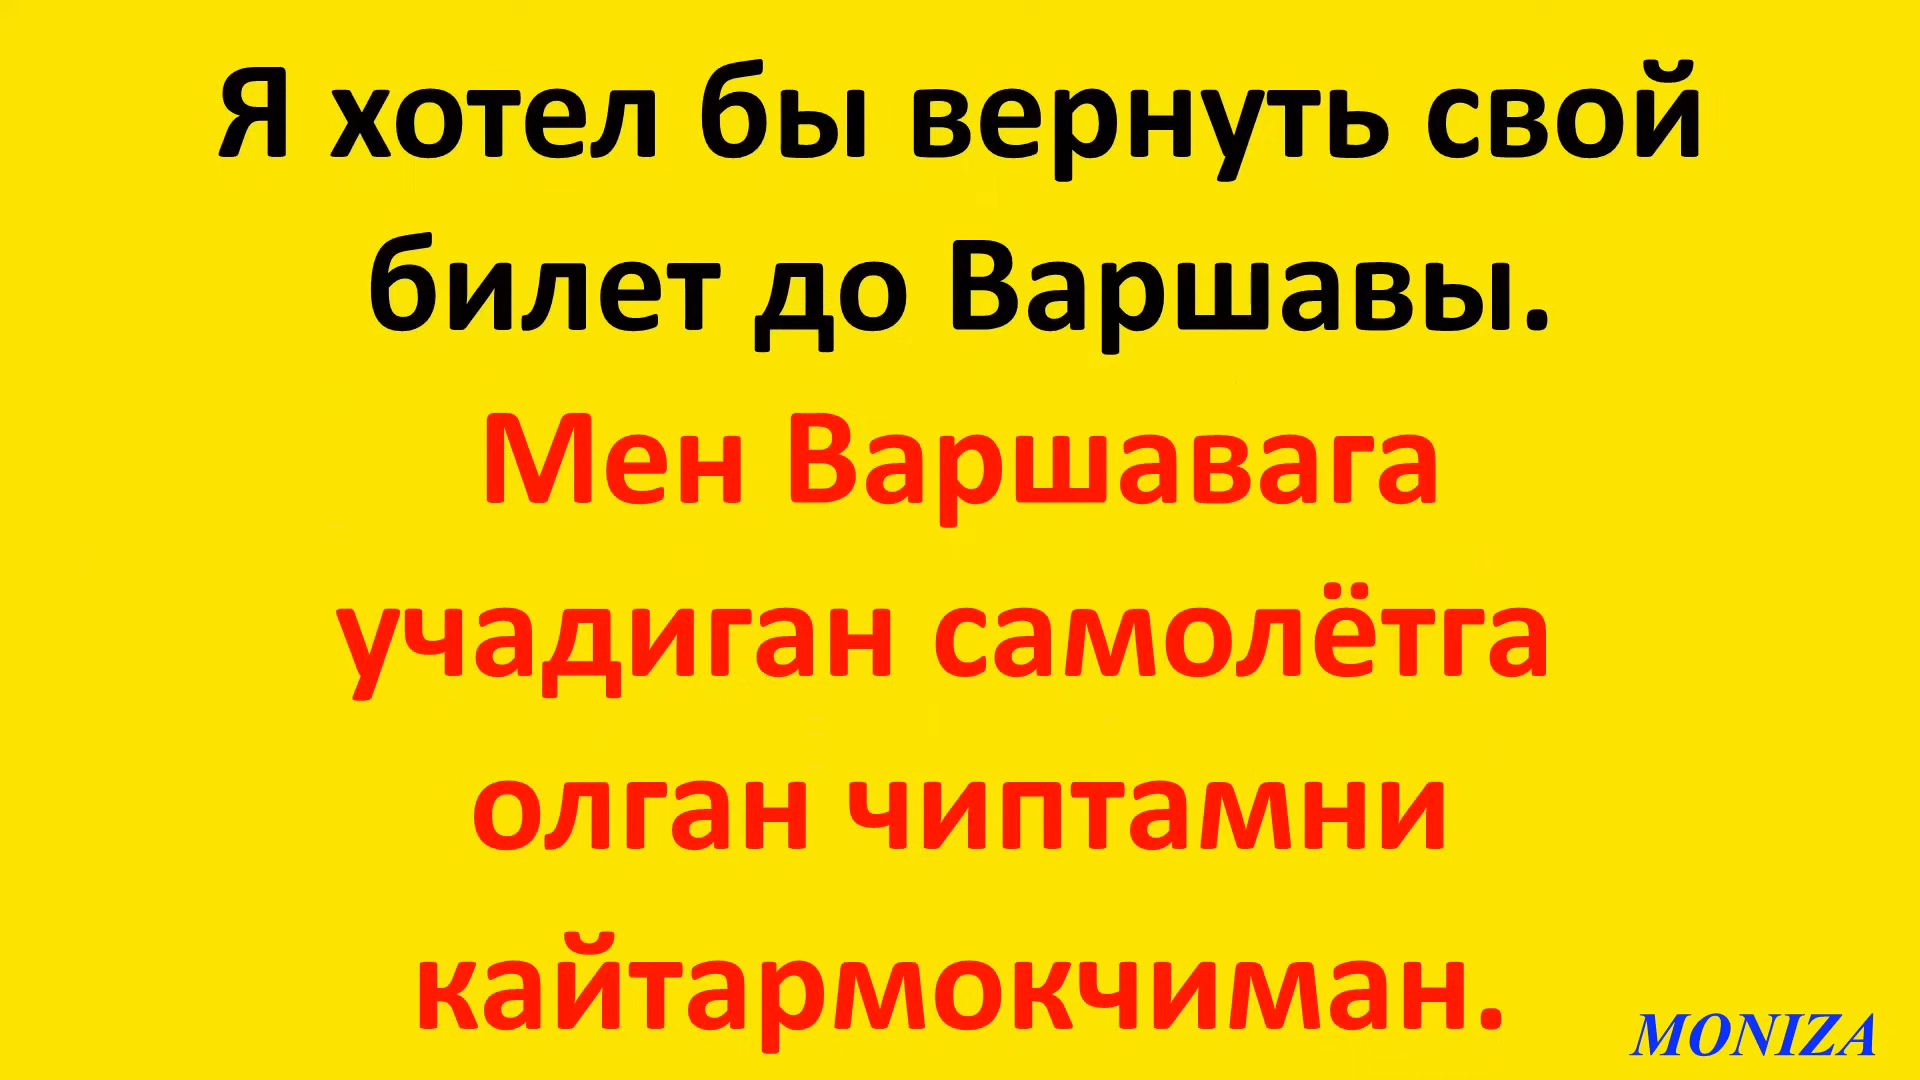 Я хотел бы вернуть свой
билет до Варшавы.
Мен Варшавага
учадиган самолётга
олган чиптамни
кайтармокчиман.
MONIZA